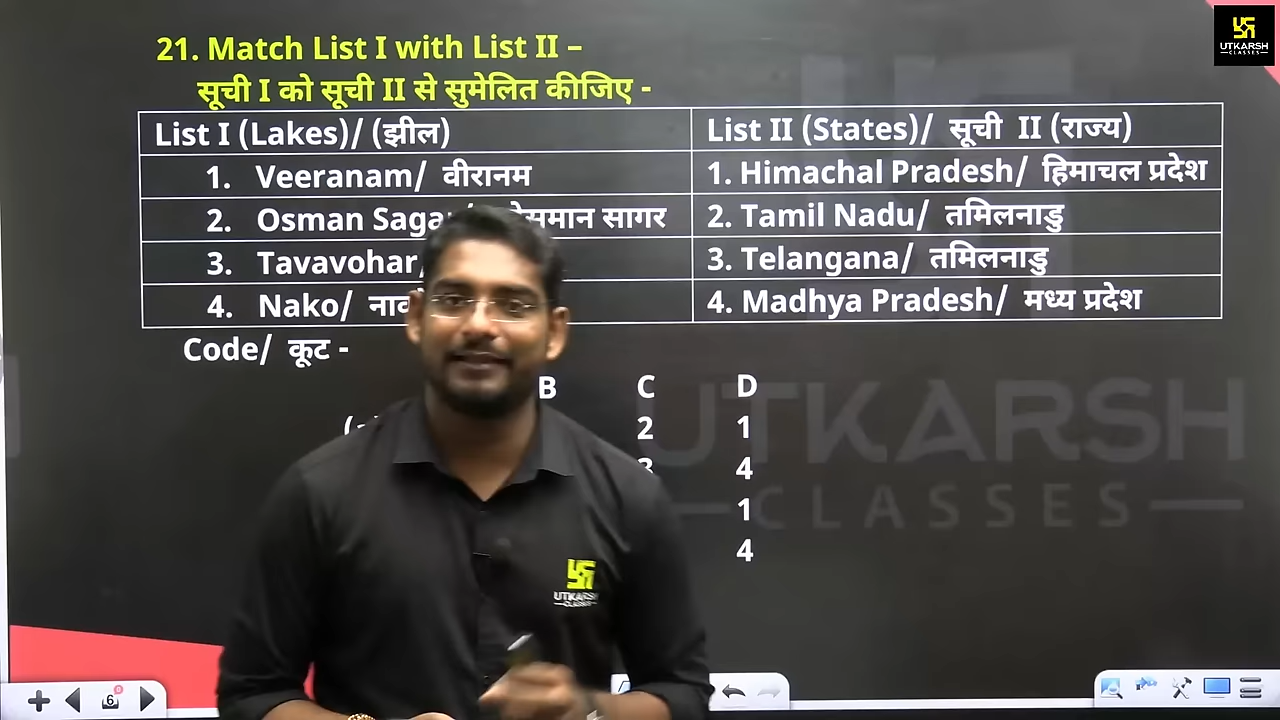 UTKARSH
CLASSES
21. Match List I with List II –
सूची I को सूची II से सुमेलित कीजिए -
List I (Lakes)/ (झील)
List II (States)/ सूची II (राज्य)
1. Veeranam/ वीरानम
1. Himachal Pradesh/ हिमाचल प्रदेश
2. Osman सागर
2. Tamil Nadu/ तमिलनाडु
3. Tavavohar/
3. Telangana/ तमिलनाडु
4. Nako/
4. Madhya Pradesh/ मध्य प्रदेश
Code/ कूट -
B C D
2 1
4
1
4
UTKARSH
CLASSES
UTKARSH
CLASSES
6